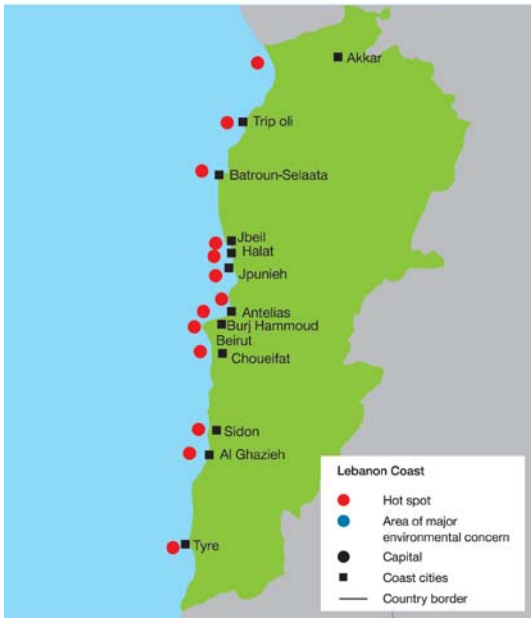 Akkar
Trip oli
Batroun-Selaata
Jbeil
Halat
Jpunieh
Antelias
Burj Hammoud
Beirut
Choueifat
Sidon
Al Ghazieh
Tyre
Lebanon Coast
Hot spot
Area of major
environmental concern
Capital
Coast cities
Country border